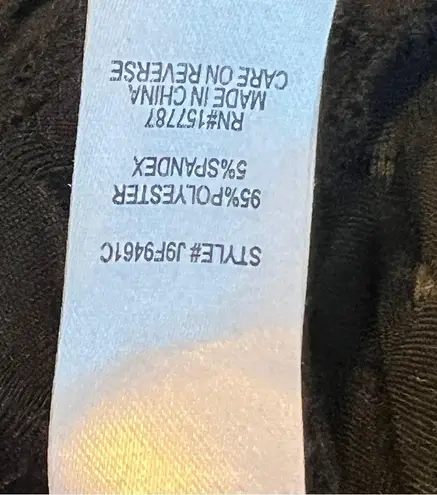 STYLE# J9F9461C
95%POLYESTER
5%SPANDEX
RN#157787
MADE IN CHINA
CARE ON REVERSE